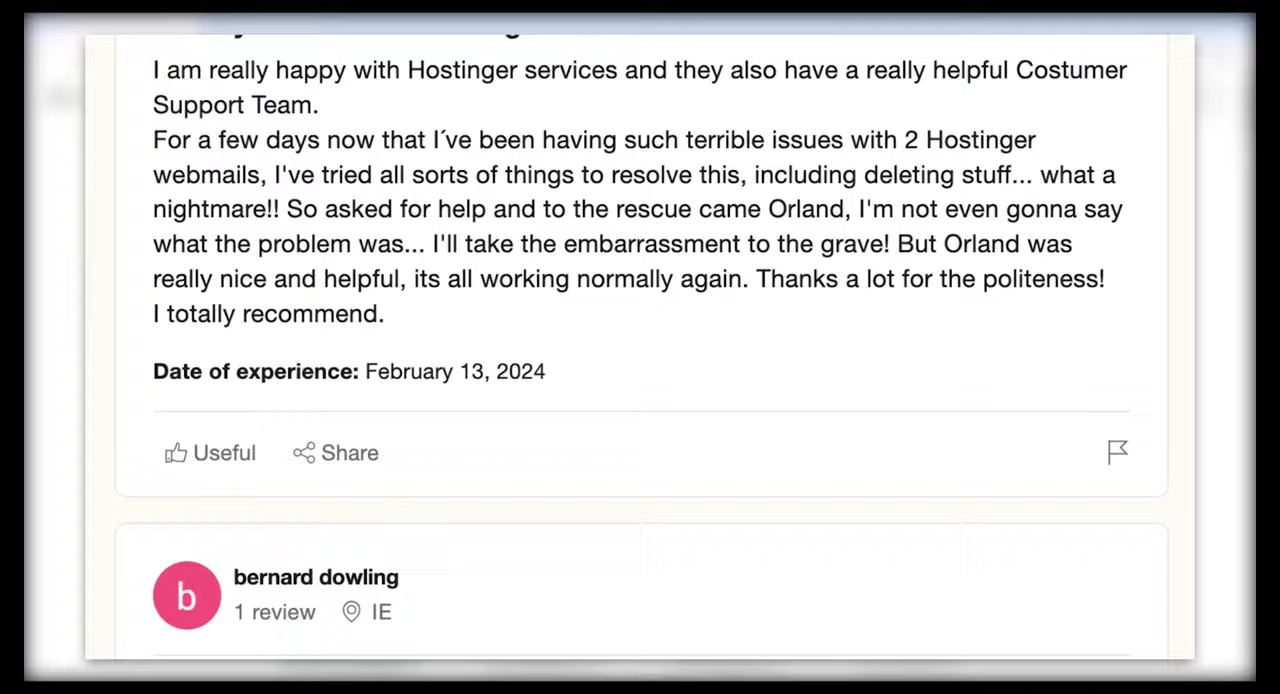 I am really happy with Hostinger services and they also have a really helpful Costumer
Support Team.
For a few days now that I´ve been having such terrible issues with 2 Hostinger
webmails, I've tried all sorts of things to resolve this, including deleting stuff... what a
nightmare!! So asked for help and to the rescue came Orland, I'm not even gonna say
what the problem was... I'll take the embarrassment to the grave! But Orland was
really nice and helpful, its all working normally again. Thanks a lot for the politeness!
I totally recommend.
Date of experience: February 13, 2024
Useful Share
b
bernard dowling
1 review IE